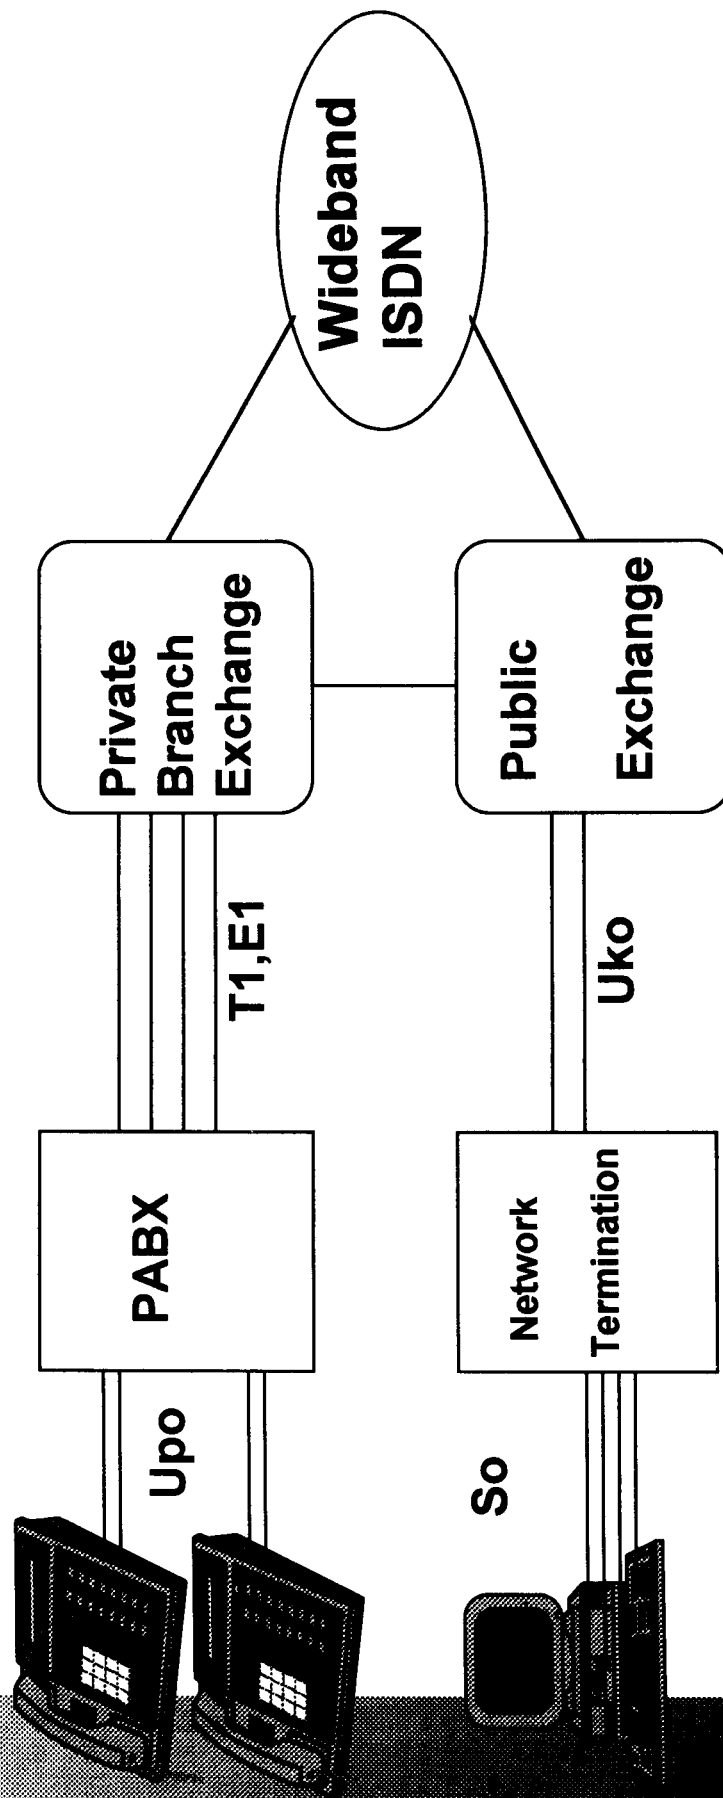 Upo
PABX
T1,E1
Private
Branch
Exchange
Wideband
ISDN
So
Network
Termination
Uko
Public
Exchange